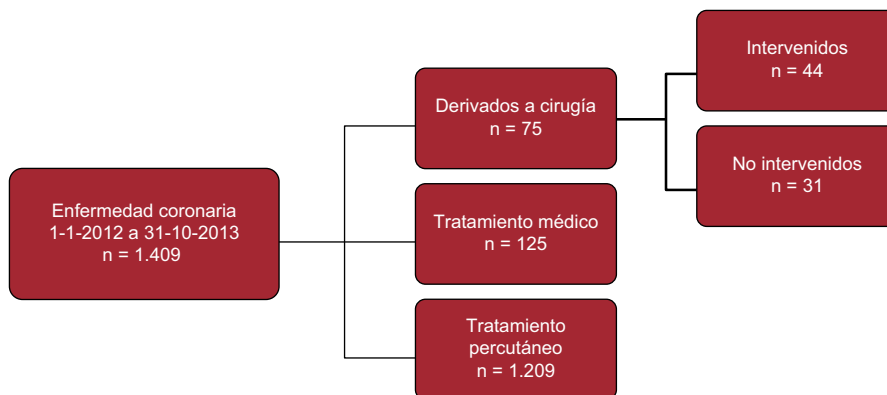 Enfermedad coronaria
1-1-2012 a 31-10-2013
n = 1.409
Derivados a cirugía
n = 75
Tratamiento médico
n = 125
Tratamiento
percutáneo
n = 1.209
Intervenidos
n = 44
No intervenidos
n = 31